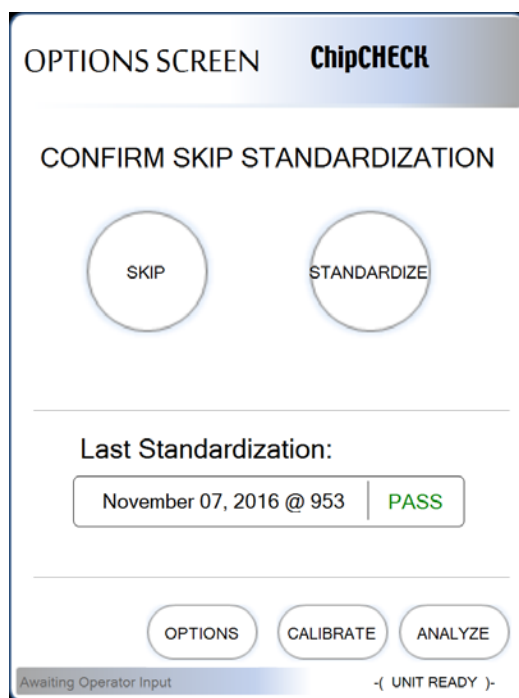 OPTIONS SCREEN ChipCHECK
CONFIRM SKIP STANDARDIZATION
SKIP STANDARDIZE
Last Standardization:
November 07, 2016 @ 953 PASS
OPTIONS CALIBRATE ANALYZE
Awaiting Operator Input -( UNIT READY )-